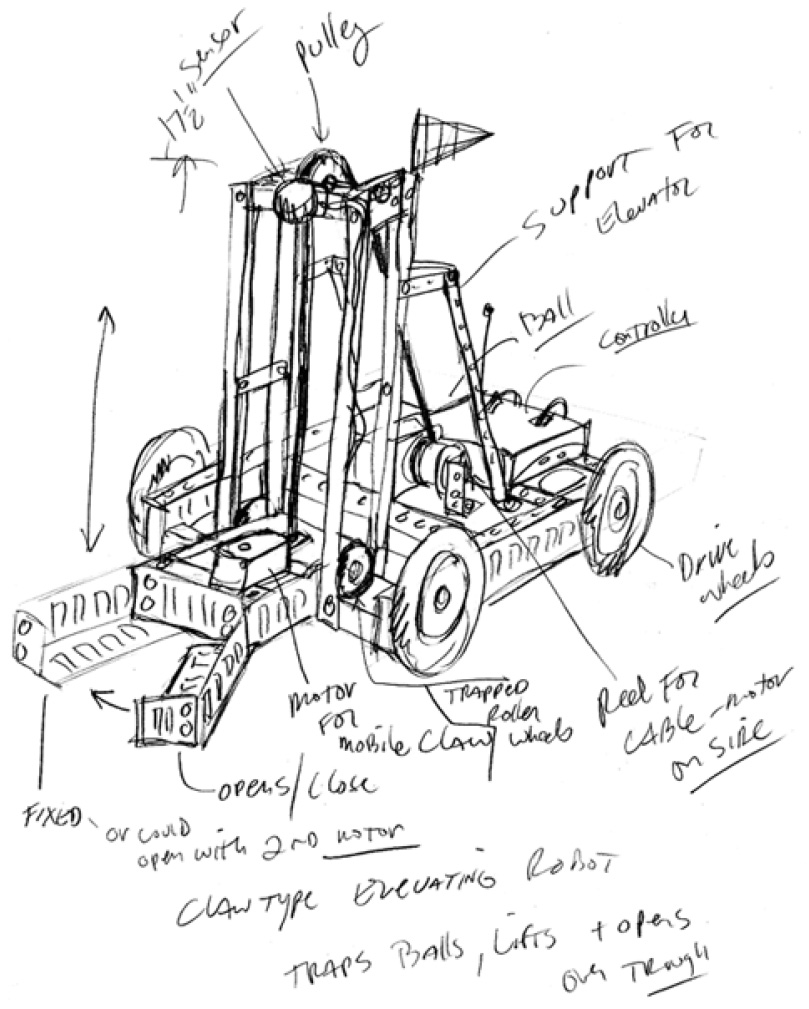 Sensor
Pulley
17 1/2"
SUPPORT FOR
Elevator
BALL
Controller
Drive
wheels
Reel FOR
CABLE - motor
on SIDE
TRAPPED
Roller
wheels
motor
FOR
mobile CLAW
OPENS/Close
FIXED - or could
open with 2ND motor
CLAW TYPE ELEVATING ROBOT
TRAPS BALLS, Lifts + opens
over Trough